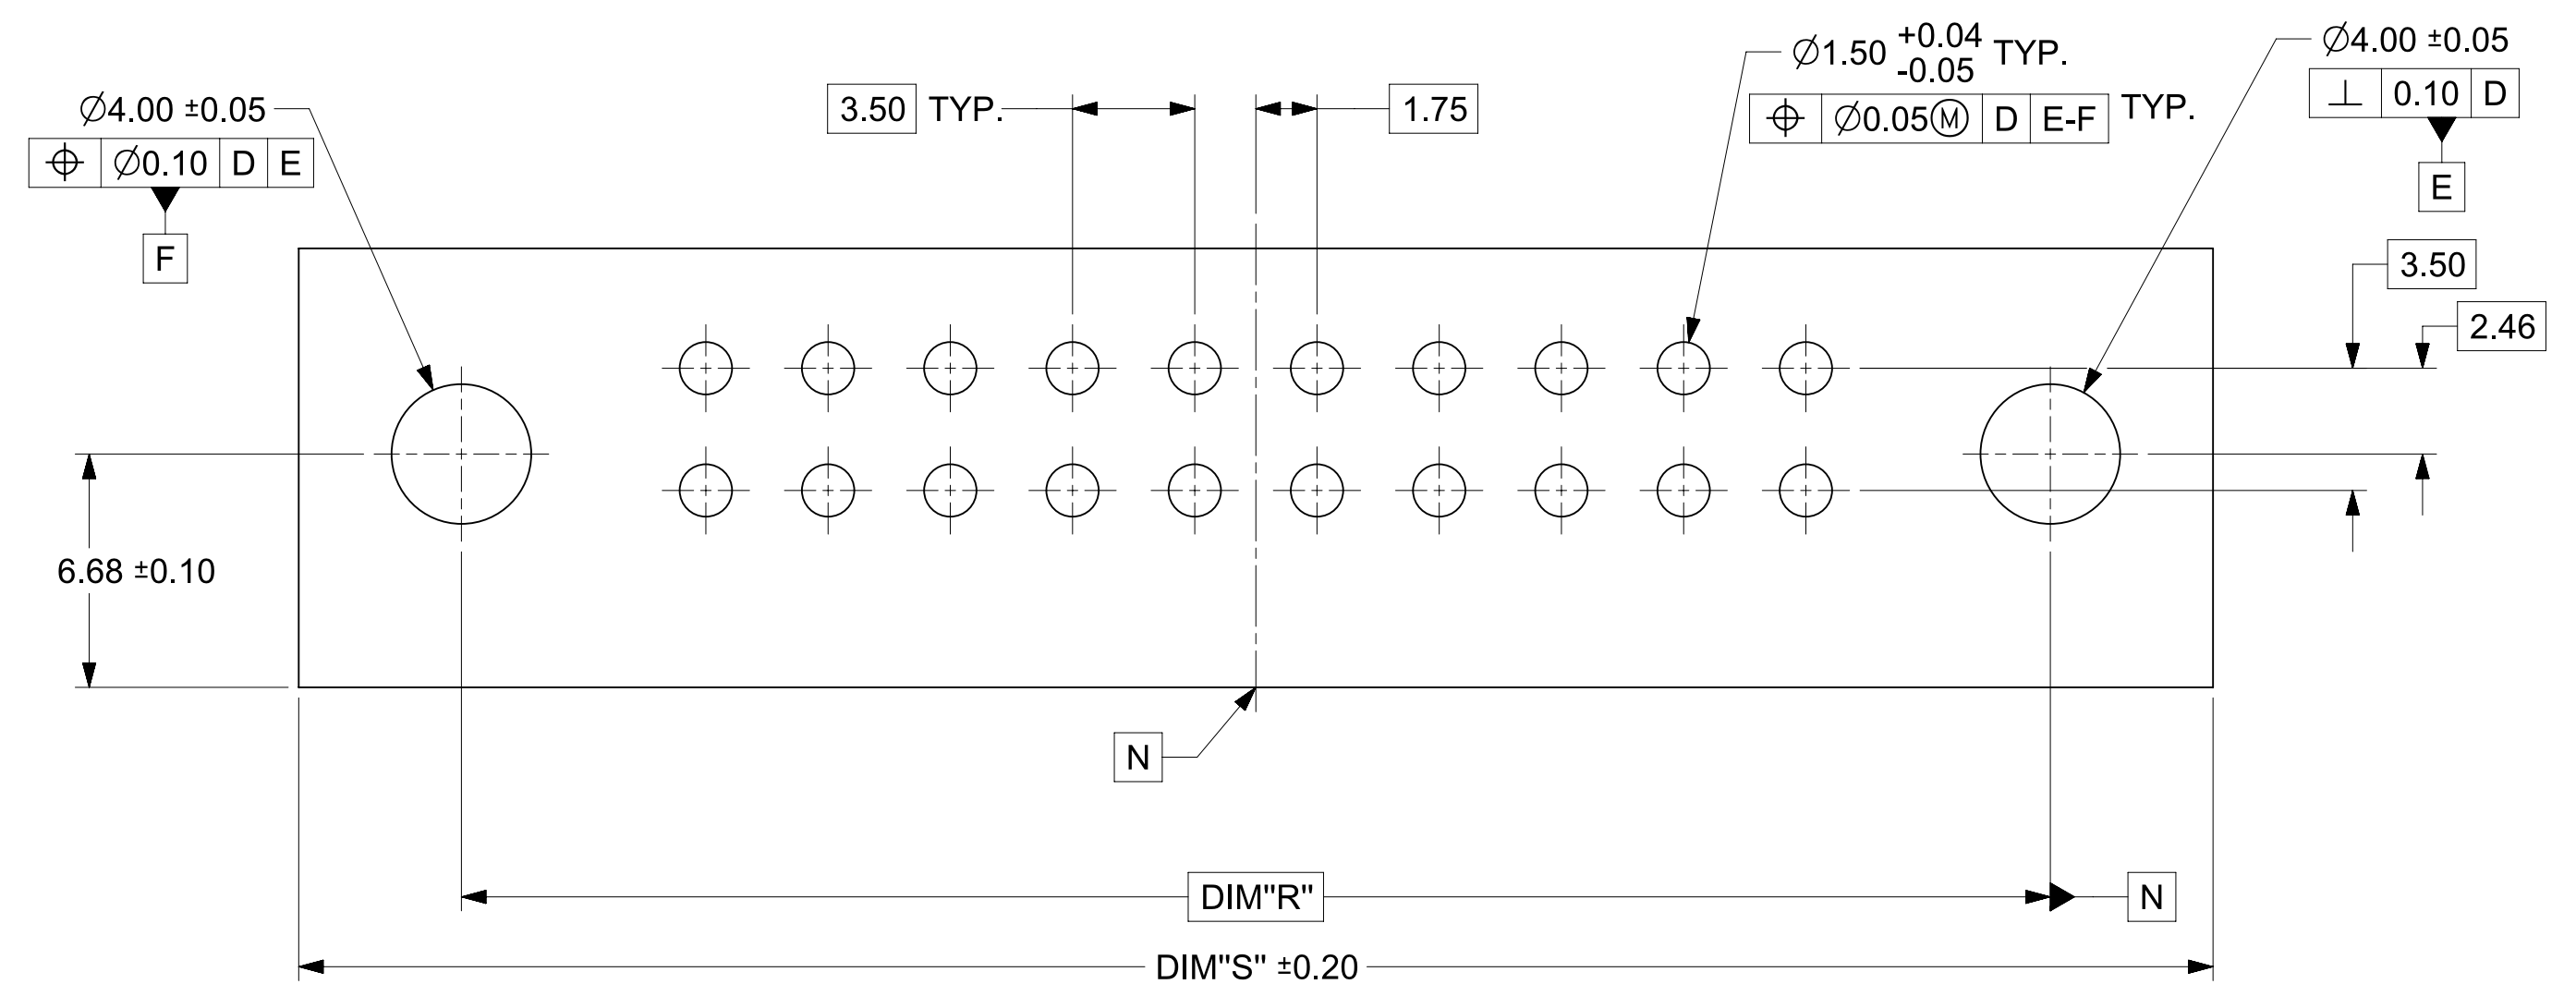 ⌀4.00 ±0.05
⌖ ⌀0.10 D E
F
3.50 TYP.
1.75
⌀1.50 +0.04 -0.05 TYP.
⌖ ⌀0.05Ⓜ D E-F TYP.
⌀4.00 ±0.05
⊥ 0.10 D
E
3.50
2.46
6.68 ±0.10
N
DIM"R"
N
DIM"S" ±0.20